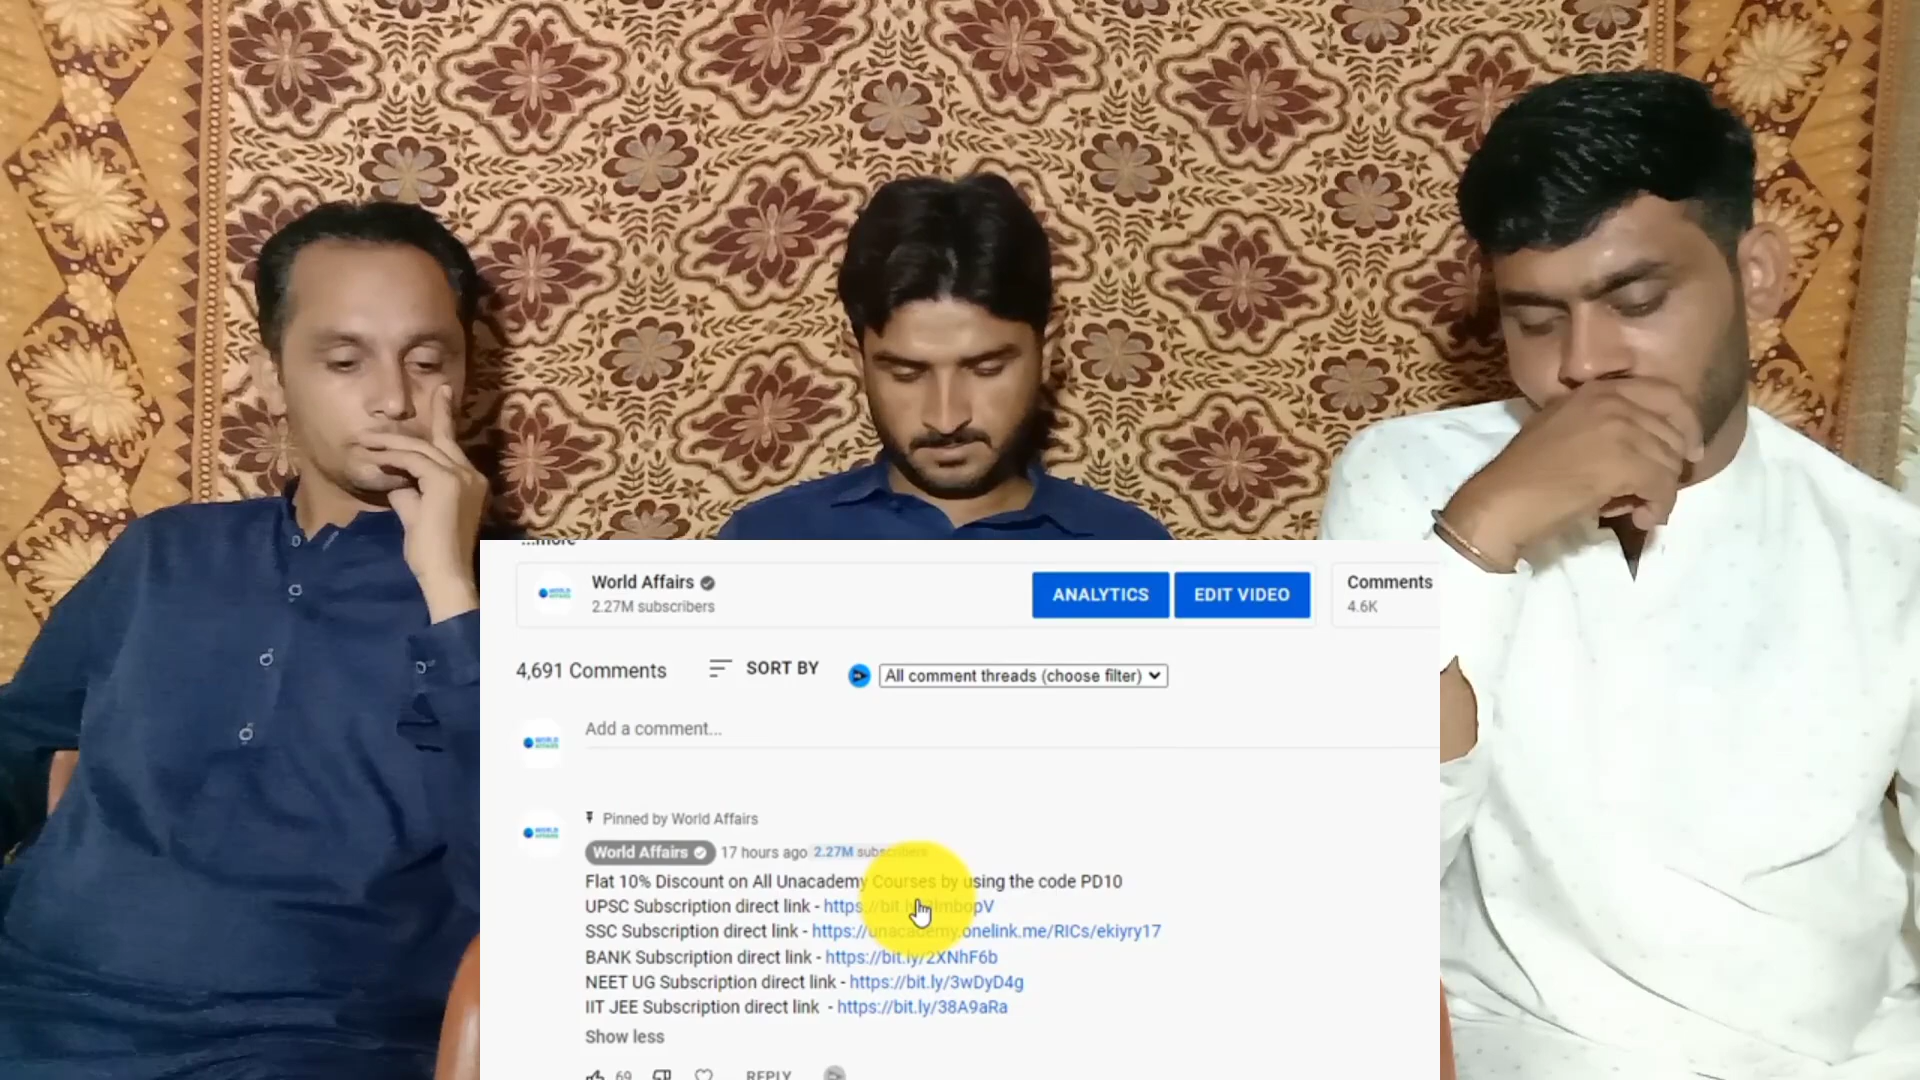 ...more
World Affairs
2.27M subscribers
ANALYTICS
EDIT VIDEO
Comments
4.6K
4,691 Comments
SORT BY
All comment threads (choose filter)
Add a comment...
Pinned by World Affairs
World Affairs 17 hours ago 2.27M subscribers
Flat 10% Discount on All Unacademy Courses by using the code PD10
UPSC Subscription direct link -
SSC Subscription direct link - https://unacademy.onelink.me/RICs/ekiyry17
BANK Subscription direct link - https://bit.ly/2XNhF6b
NEET UG Subscription direct link - https://bit.ly/3wDyD4g
IIT JEE Subscription direct link - https://bit.ly/38A9aRa
Show less
69
REPLY